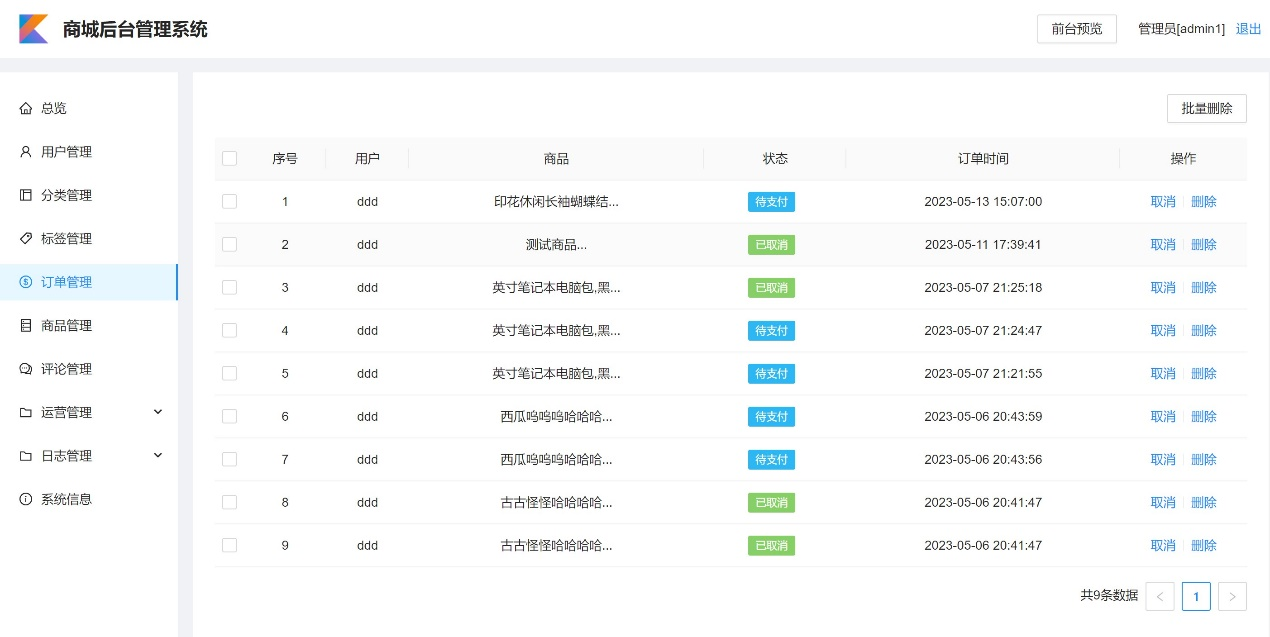 商城后台管理系统
前台预览 管理员[admin1] 退出
总览
用户管理
分类管理
标签管理
订单管理
商品管理
评论管理
运营管理
日志管理
系统信息
批量删除
序号 用户 商品 状态 订单时间 操作
1 ddd 印花休闲长袖蝴蝶结... 待支付 2023-05-13 15:07:00 取消 删除
2 ddd 测试商品... 已取消 2023-05-11 17:39:41 取消 删除
3 ddd 英寸笔记本电脑包,黑... 已取消 2023-05-07 21:25:18 取消 删除
4 ddd 英寸笔记本电脑包,黑... 待支付 2023-05-07 21:24:47 取消 删除
5 ddd 英寸笔记本电脑包,黑... 待支付 2023-05-07 21:21:55 取消 删除
6 ddd 西瓜呜呜呜哈哈哈... 待支付 2023-05-06 20:43:59 取消 删除
7 ddd 西瓜呜呜呜哈哈哈... 待支付 2023-05-06 20:43:56 取消 删除
8 ddd 古古怪怪哈哈哈哈... 已取消 2023-05-06 20:41:47 取消 删除
9 ddd 古古怪怪哈哈哈哈... 已取消 2023-05-06 20:41:47 取消 删除
共9条数据 < 1 >